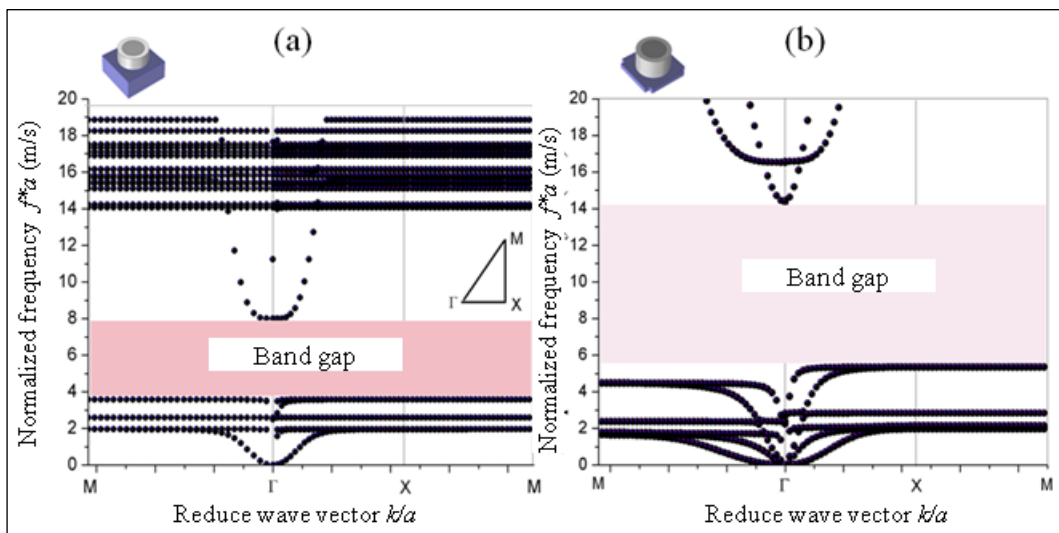 (a)
Normalized frequency f*a (m/s)
20
18
16
14
12
10
8
6
4
2
0
M
Γ
X
Band gap
M Γ X M
Reduce wave vector k/a
(b)
Normalized frequency f*a (m/s)
20
18
16
14
12
10
8
6
4
2
0
Band gap
M Γ X M
Reduce wave vector k/a